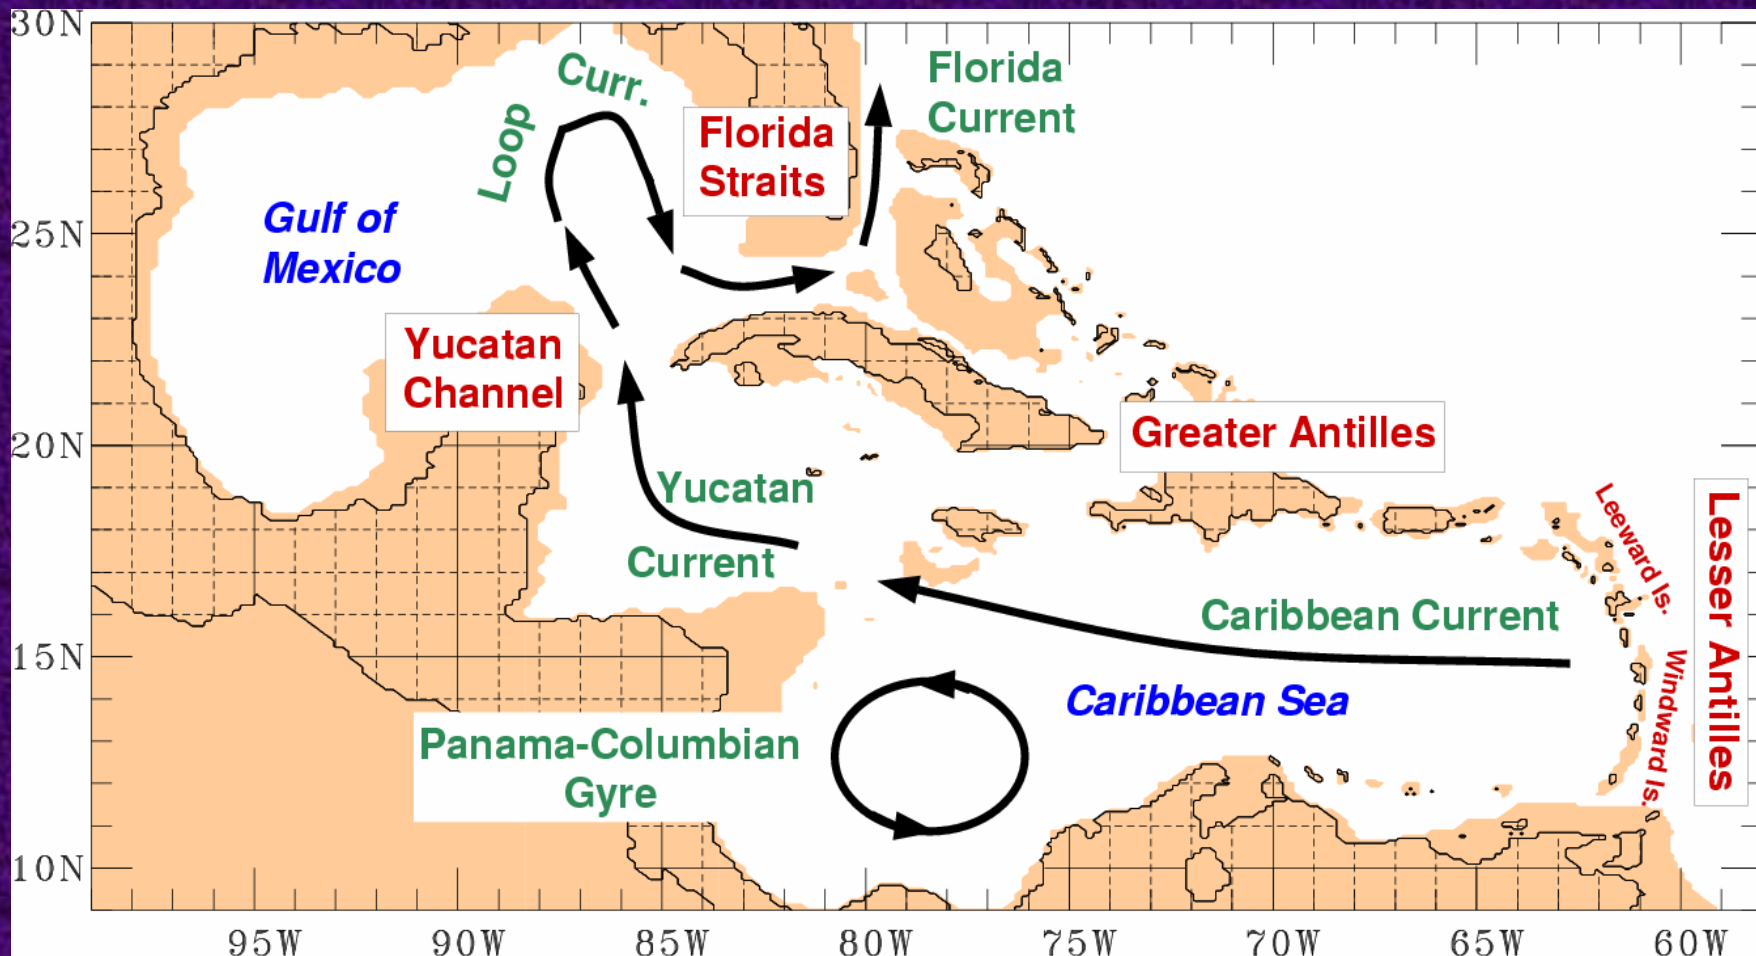 30N
25N
20N
15N
10N
95W
90W
85W
80W
75W
70W
65W
60W
Loop
Curr.
Florida
Current
Florida
Straits
Gulf of
Mexico
Yucatan
Channel
Greater Antilles
Yucatan
Current
Leeward Is.
Lesser Antilles
Caribbean Current
Windward Is.
Caribbean Sea
Panama-Columbian
Gyre